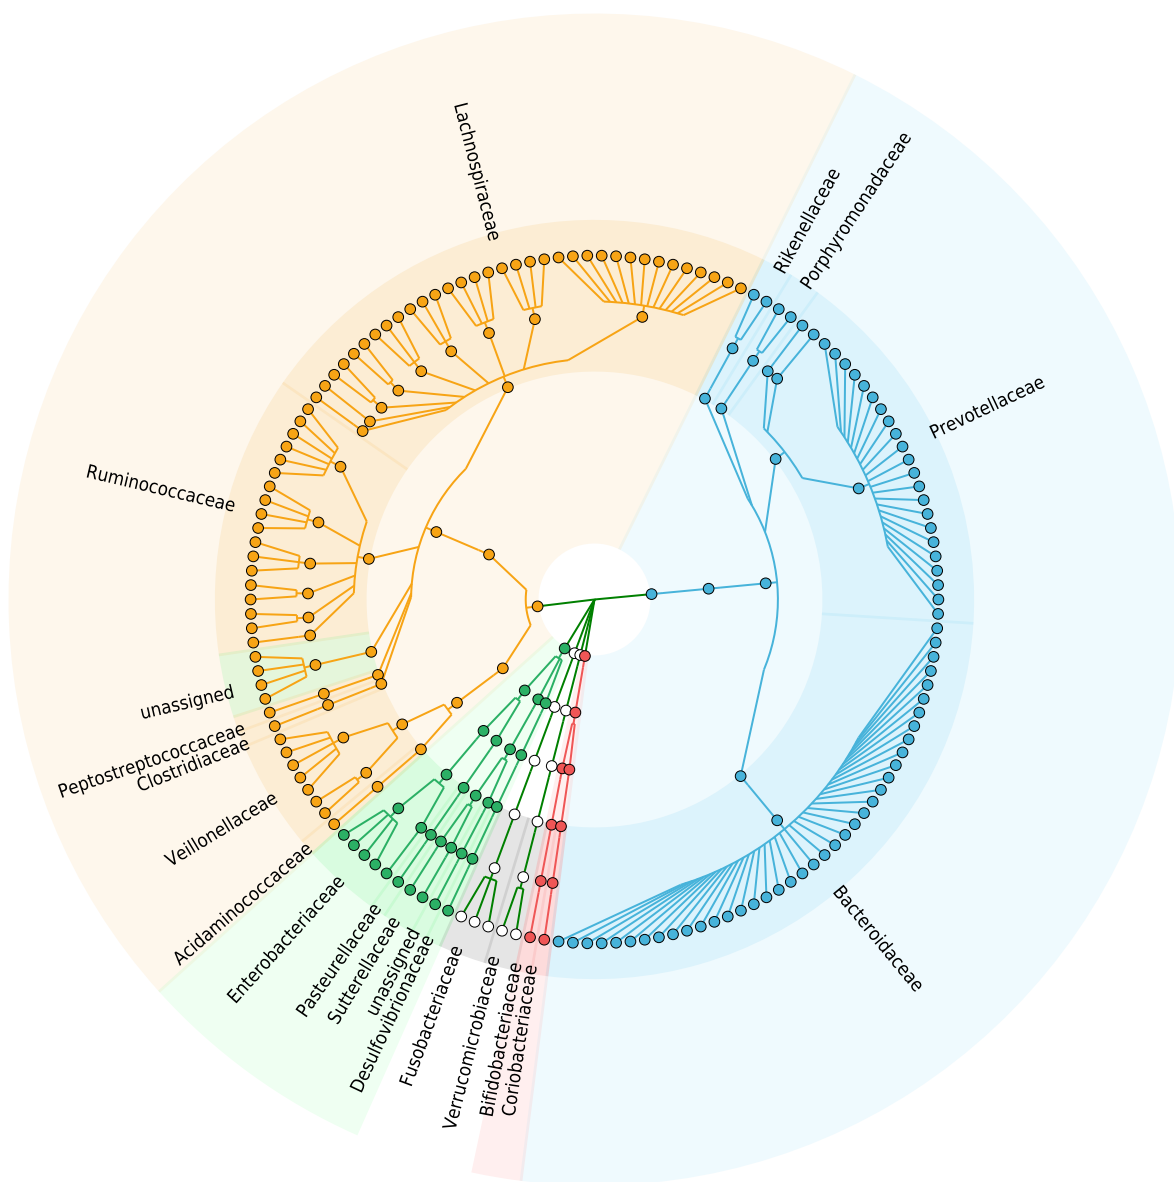 Lachnospiraceae
Rikenellaceae
Porphyromonadaceae
Prevotellaceae
Bacteroidaceae
Ruminococcaceae
unassigned
Peptostreptococcaceae
Clostridiaceae
Veillonellaceae
Acidaminococcaceae
Enterobacteriaceae
Pasteurellaceae
Sutterellaceae
unassigned
Desulfovibrionaceae
Fusobacteriaceae
Verrucomicrobiaceae
Bifidobacteriaceae
Coriobacteriaceae